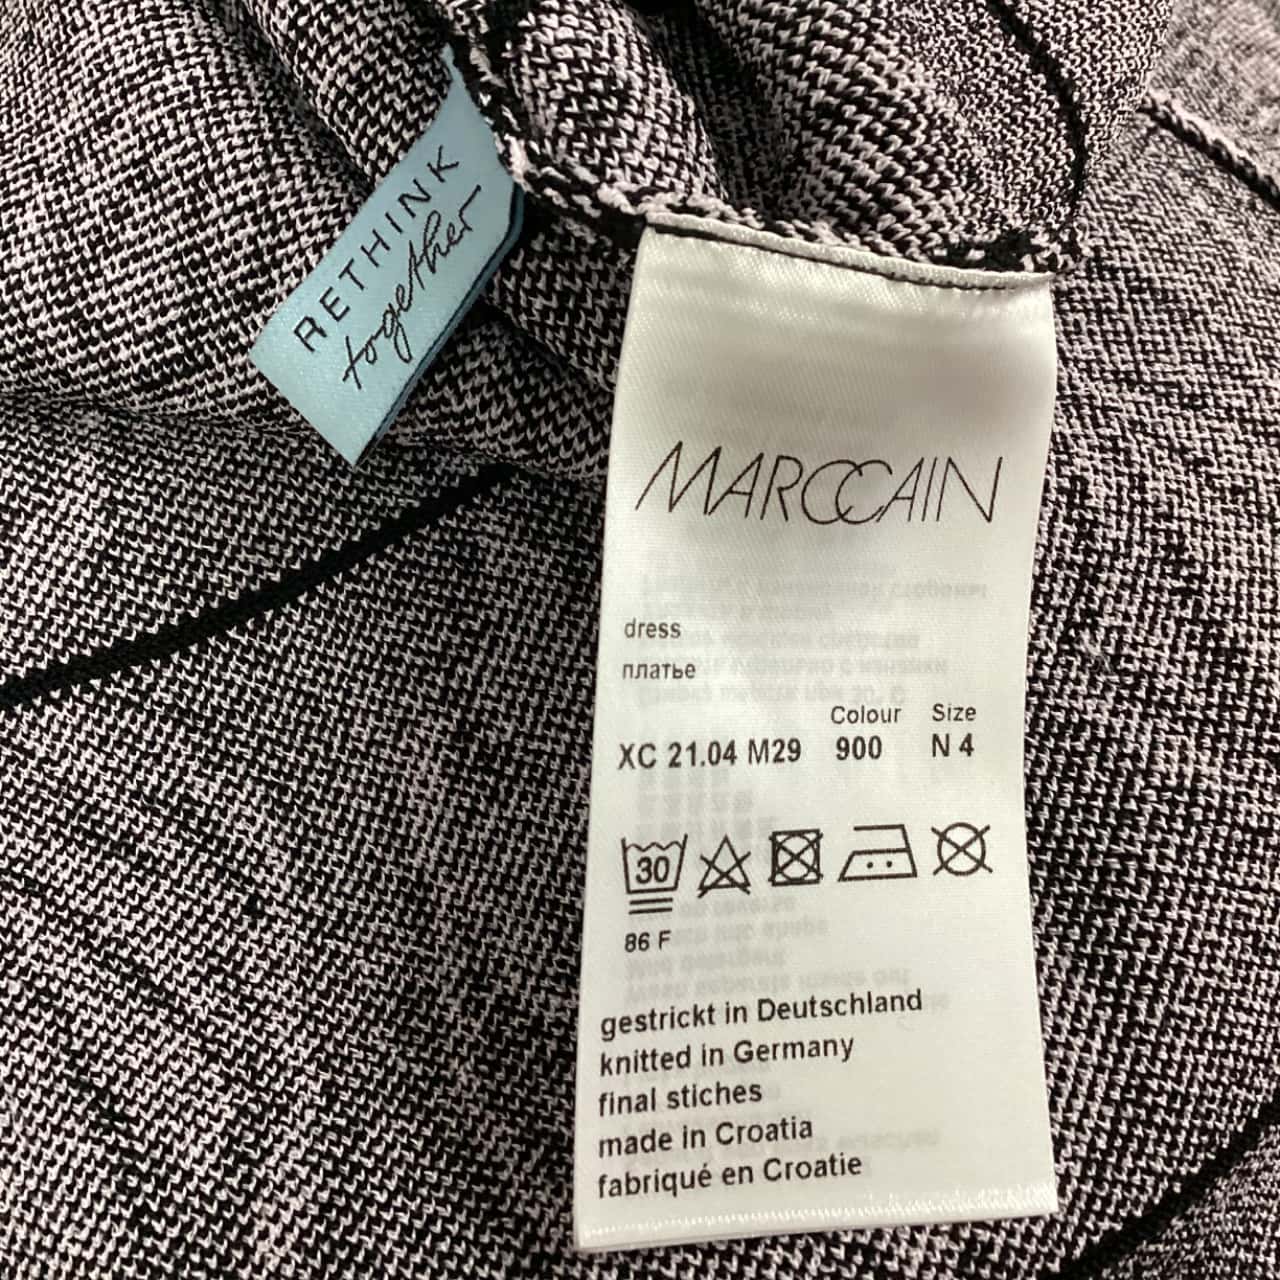 RETHINK
together
MARCCAIN
dress
платье
Colour Size
XC 21.04 M29 900 N 4
30
86 F
gestrickt in Deutschland
knitted in Germany
final stiches
made in Croatia
fabriqué en Croatie